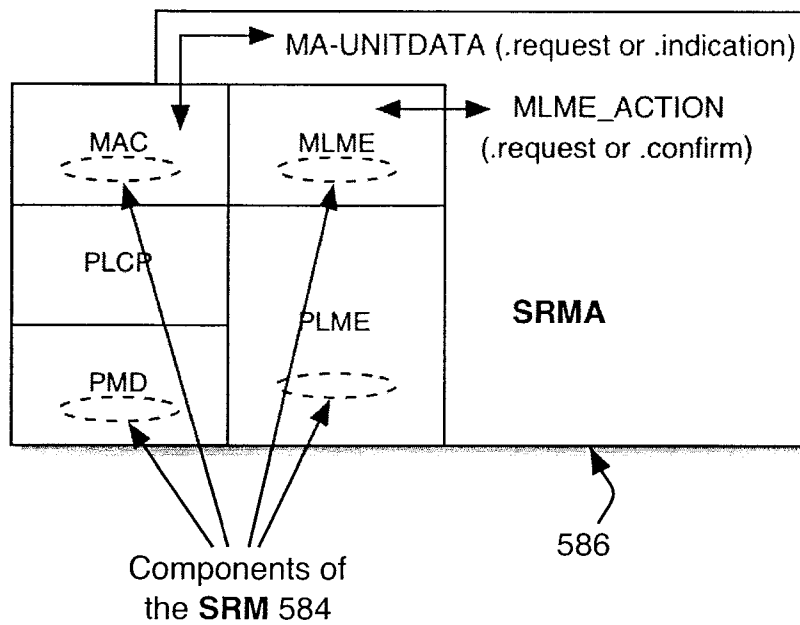 MA-UNITDATA (.request or .indication)
MLME_ACTION
(.request or .confirm)
MAC
MLME
PLCP
PLME
SRMA
PMD
586
Components of
the SRM 584